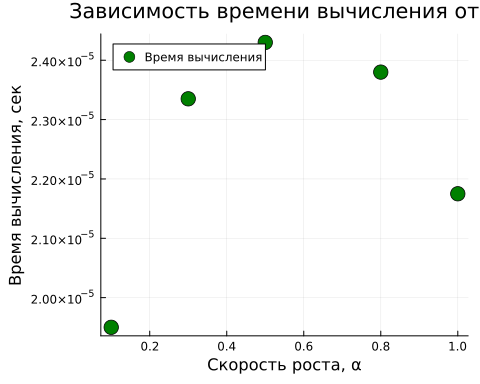 Зависимость времени вычисления от
Время вычисления
2.40×10⁻⁵
2.30×10⁻⁵
2.20×10⁻⁵
2.10×10⁻⁵
2.00×10⁻⁵
Время вычисления, сек
0.2 0.4 0.6 0.8 1.0
Скорость роста, α